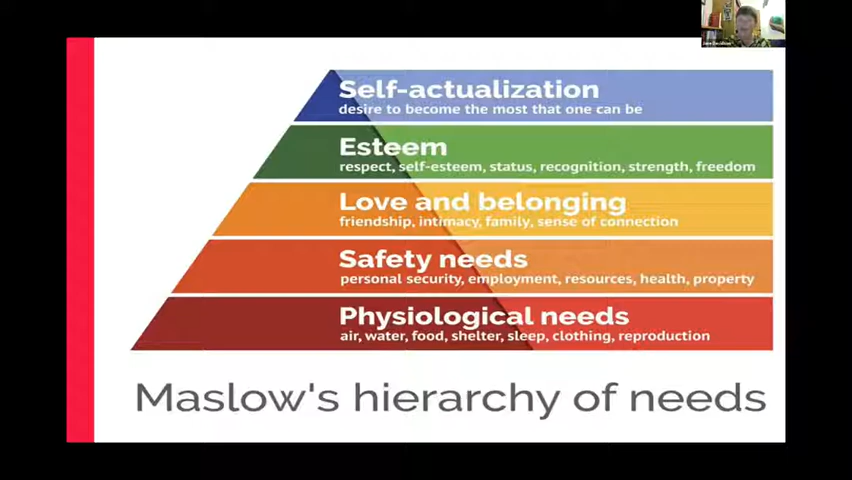 Self-actualization
desire to become the most that one can be
Esteem
respect, self-esteem, status, recognition, strength, freedom
Love and belonging
friendship, intimacy, family, sense of connection
Safety needs
personal security, employment, resources, health, property
Physiological needs
air, water, food, shelter, sleep, clothing, reproduction
Maslow's hierarchy of needs